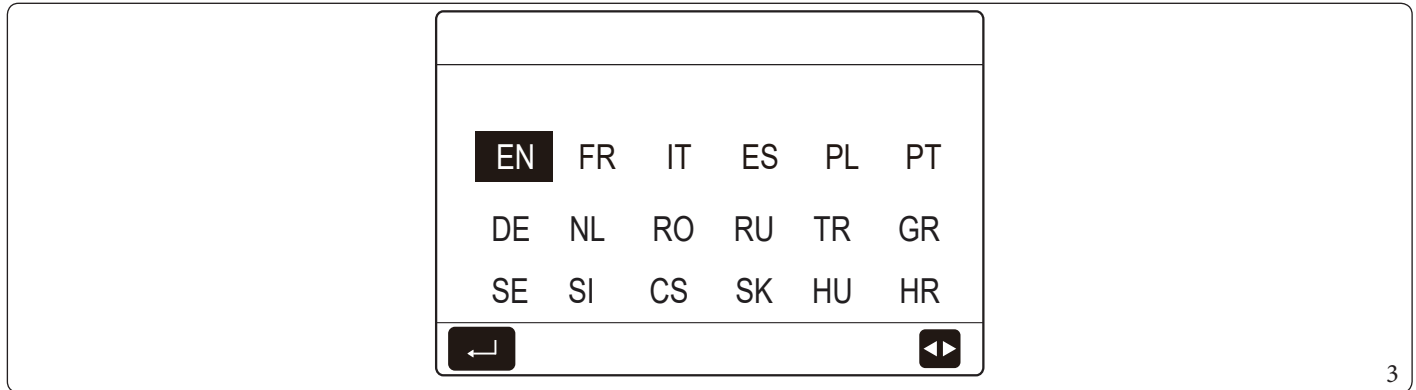 EN FR IT ES PL PT
DE NL RO RU TR GR
SE SI CS SK HU HR
3